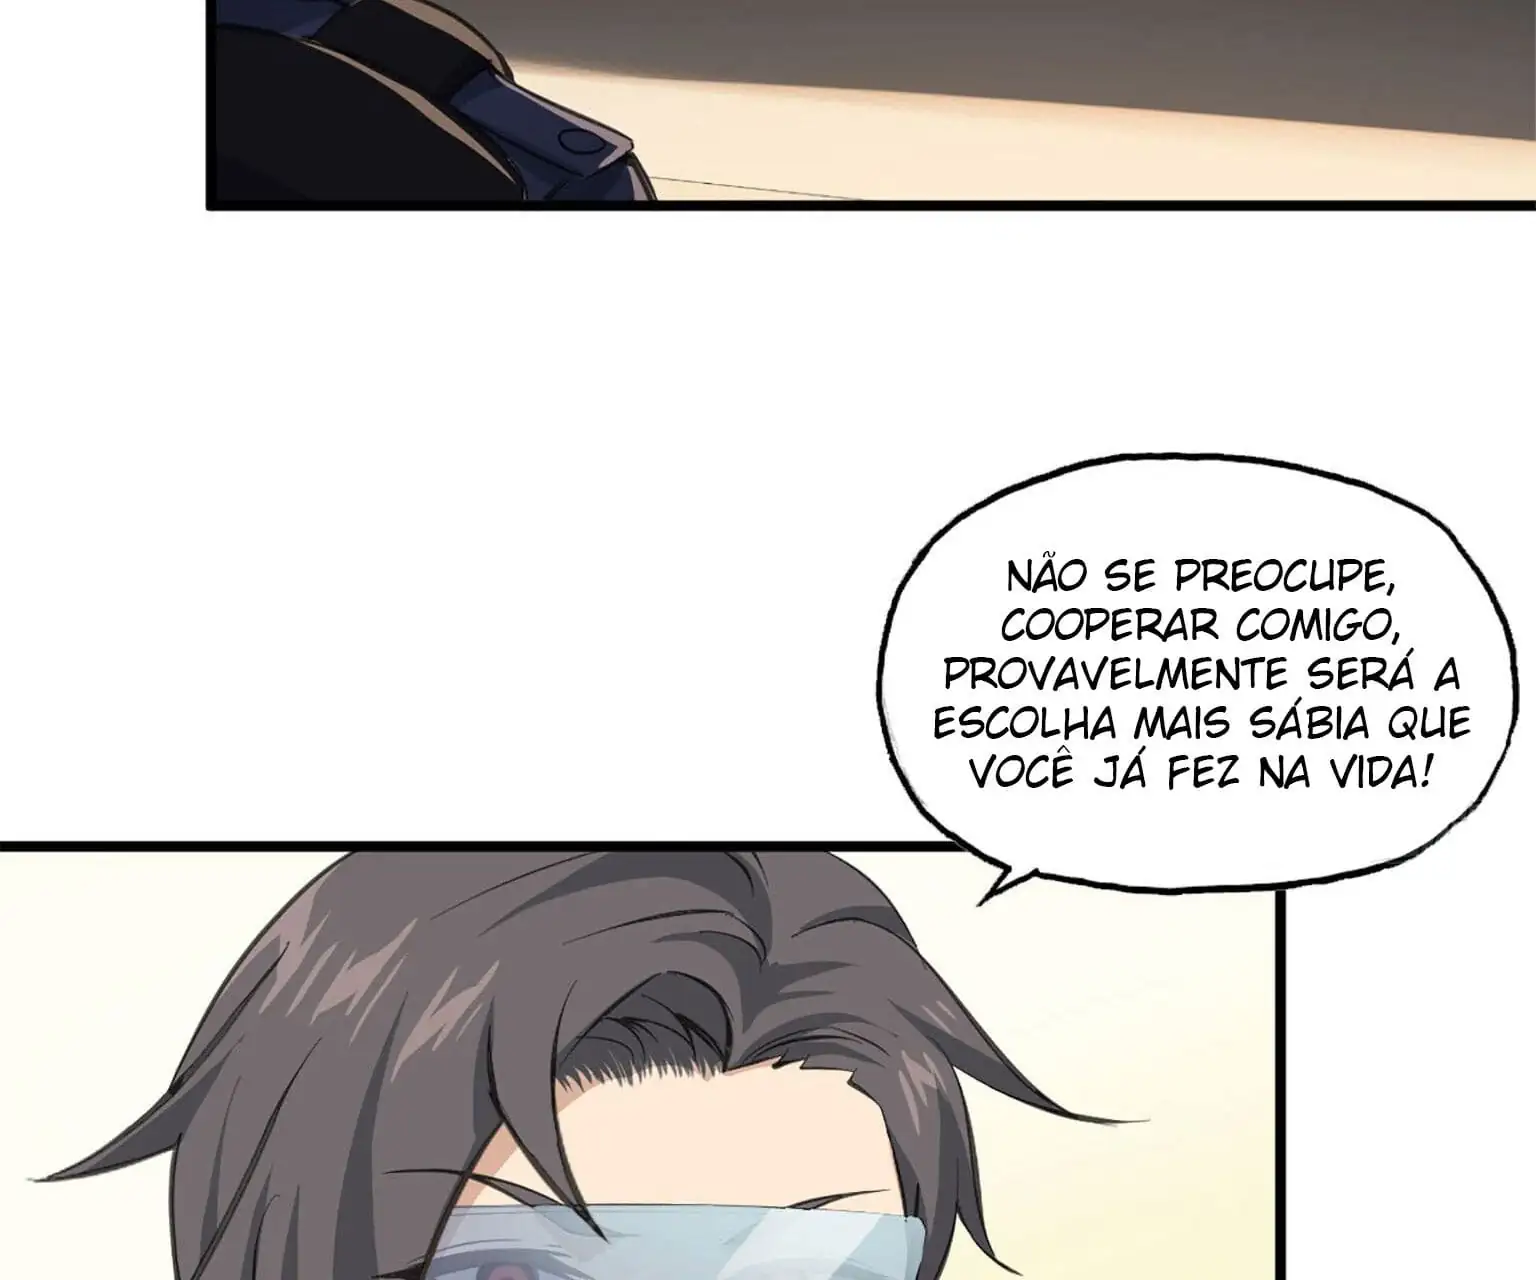 NÃO SE PREOCUPE,
COOPERAR COMIGO,
PROVAVELMENTE SERÁ A
ESCOLHA MAIS SÁBIA QUE
VOCÊ JÁ FEZ NA VIDA!